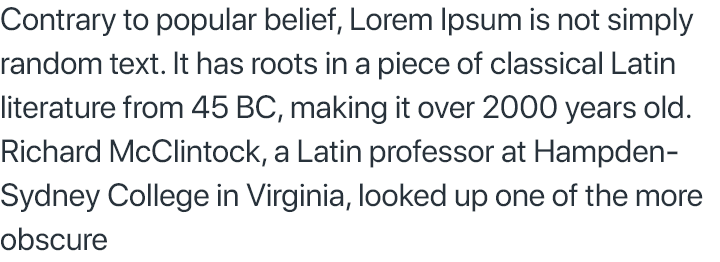 Contrary to popular belief, Lorem Ipsum is not simply
random text. It has roots in a piece of classical Latin
literature from 45 BC, making it over 2000 years old.
Richard McClintock, a Latin professor at Hampden-
Sydney College in Virginia, looked up one of the more
obscure